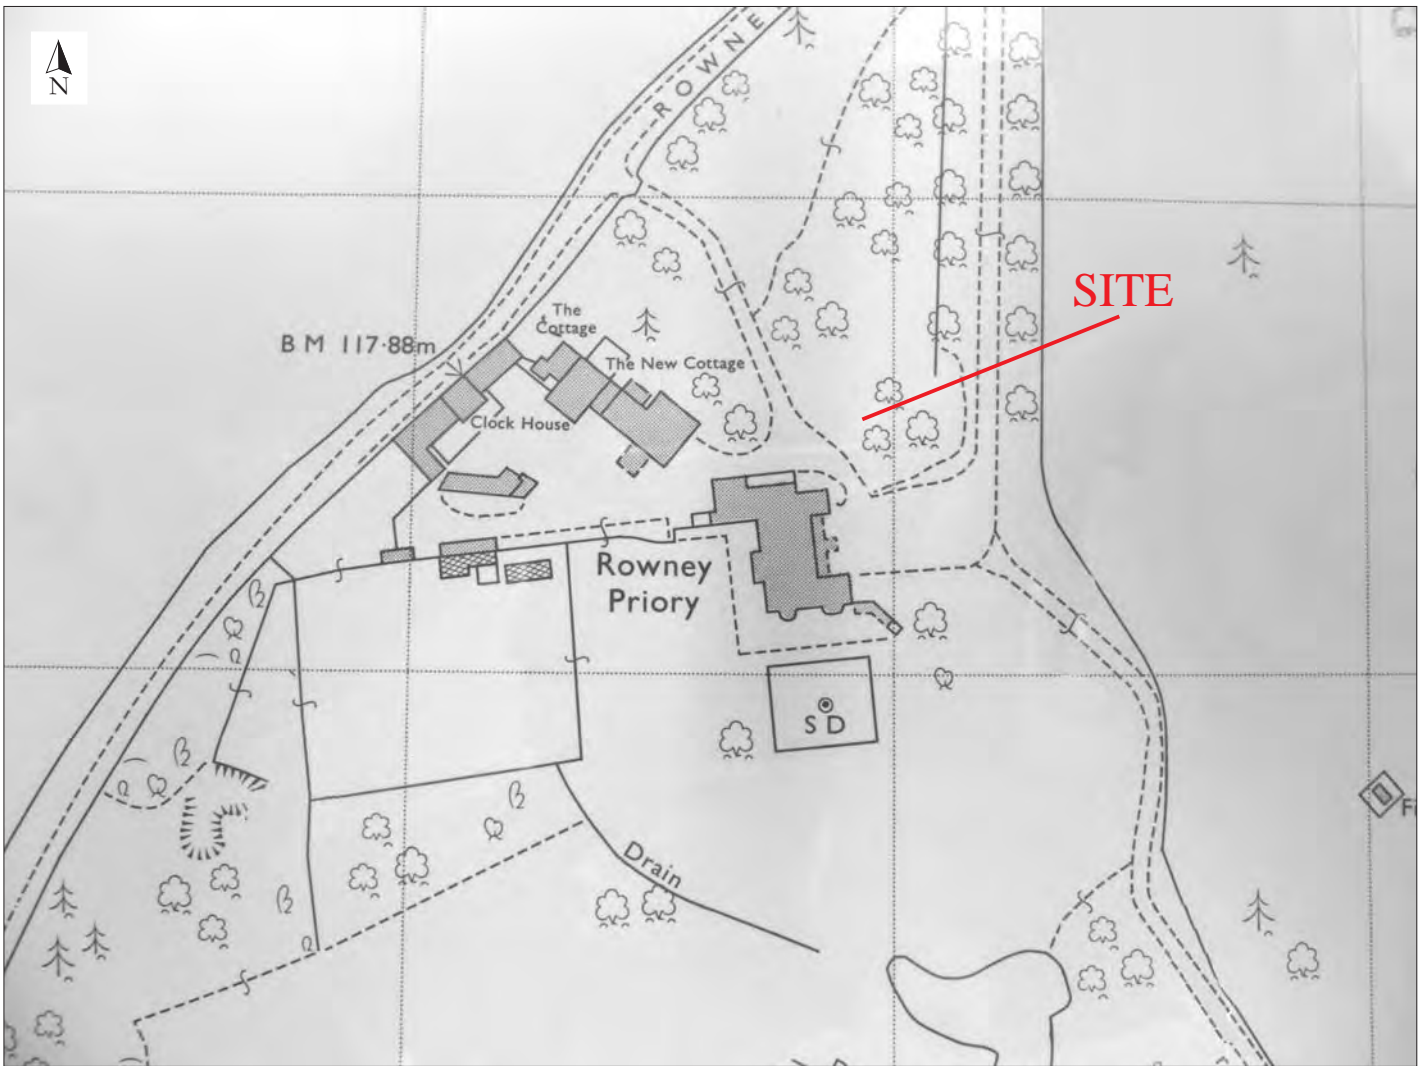 N
ROWNE
SITE
The
Cottage
B M 117·88m
The New Cottage
Clock House
Rowney
Priory
S D
Drain